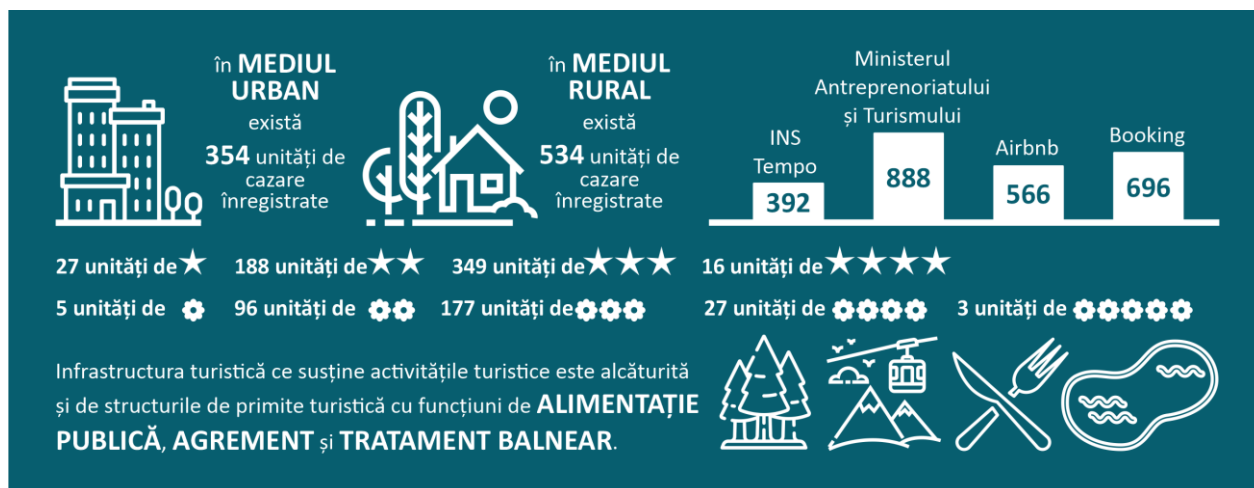 în MEDIUL
URBAN
există
354 unități de
cazare
înregistrate
în MEDIUL
RURAL
există
534 unități de
cazare
înregistrate
Ministerul
Antreprenoriatului
și Turismului
INS
Tempo
Airbnb
Booking
392
888
566
696
27 unități de
188 unități de
349 unități de
16 unități de
5 unități de
96 unități de
177 unități de
27 unități de
3 unități de
Infrastructura turistică ce susține activitățile turistice este alcăturită
și de structurile de primite turistică cu funcțiuni de ALIMENTAȚIE
PUBLICĂ, AGREMENT și TRATAMENT BALNEAR.